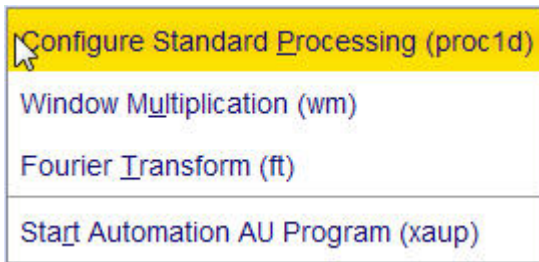 Configure Standard Processing (proc1d)
Window Multiplication (wm)
Fourier Transform (ft)
Start Automation AU Program (xaup)